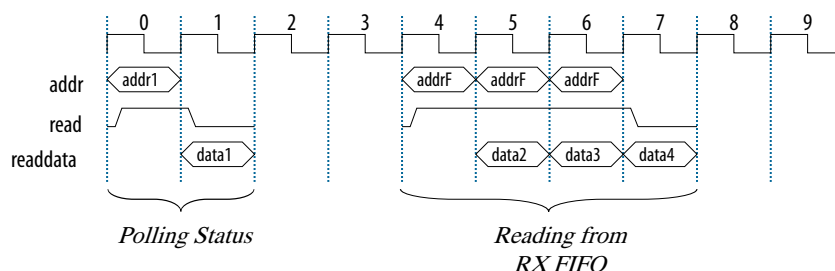 0 1 2 3 4 5 6 7 8 9
addr addr1 addrF addrF addrF
read
readdata data1 data2 data3 data4
Polling Status Reading from
RX FIFO